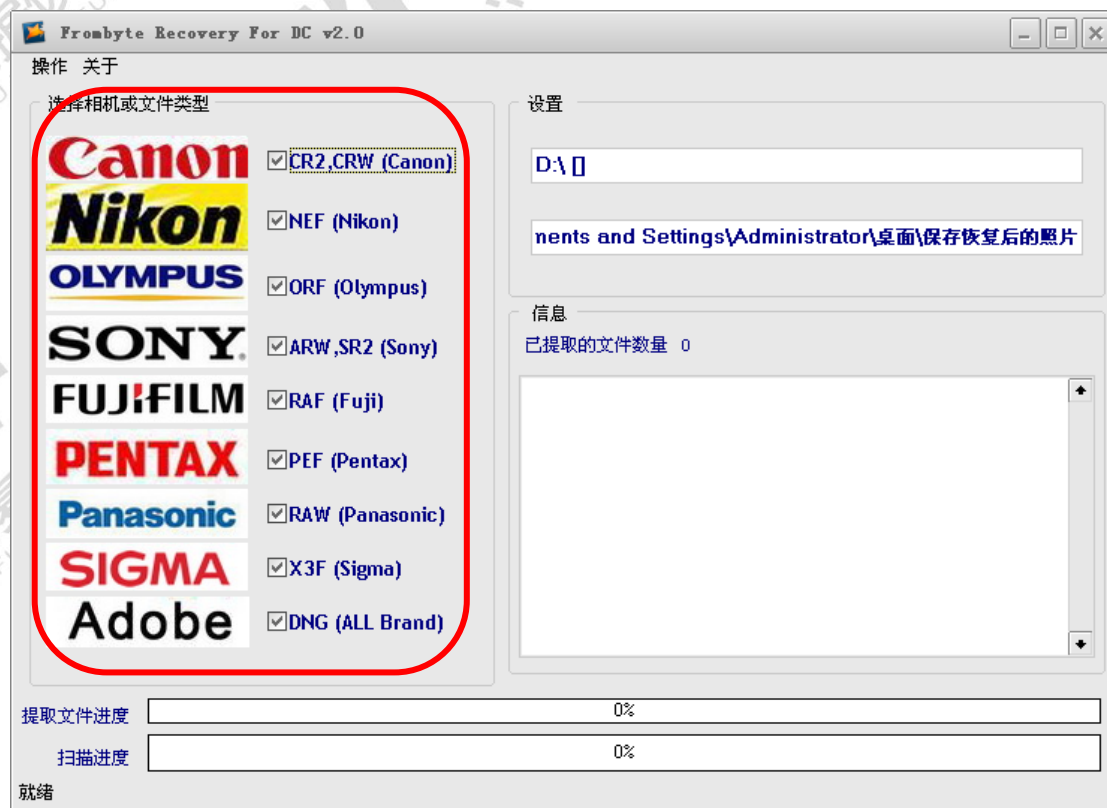 Frombyte Recovery For DC v2.0
操作 关于
选择相机或文件类型
Canon
CR2,CRW (Canon)
Nikon
NEF (Nikon)
OLYMPUS
ORF (Olympus)
SONY
ARW,SR2 (Sony)
FUJIFILM
RAF (Fuji)
PENTAX
PEF (Pentax)
Panasonic
RAW (Panasonic)
SIGMA
X3F (Sigma)
Adobe
DNG (ALL Brand)
设置
D:\ []
nents and Settings\Administrator\桌面\保存恢复后的照片
信息
已提取的文件数量 0
提取文件进度 0%
扫描进度 0%
就绪